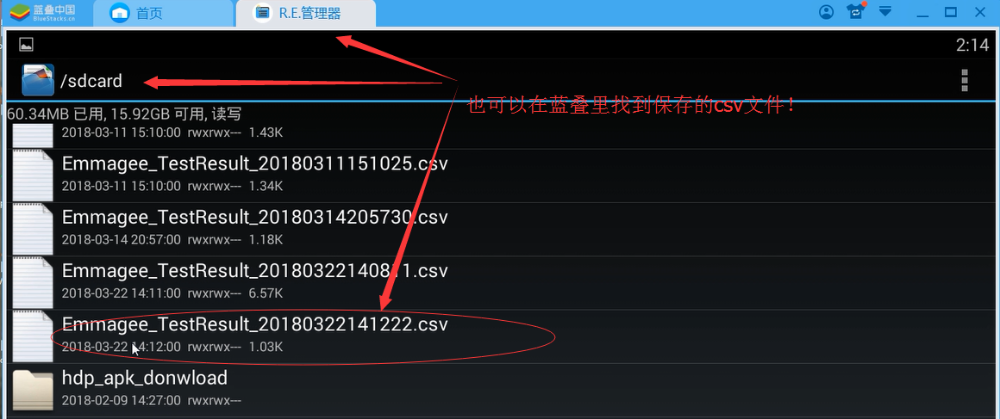 蓝叠中国
BlueStacks.cn
首页
R.E.管理器
2:14
/sdcard
也可以在蓝叠里找到保存的csv文件！
60.34MB 已用, 15.92GB 可用, 读写
2018-03-11 15:10:00 rwxrwx--- 1.43K
Emmagee_TestResult_20180311151025.csv
2018-03-11 15:10:00 rwxrwx--- 1.34K
Emmagee_TestResult_20180314205730.csv
2018-03-14 20:57:00 rwxrwx--- 1.18K
Emmagee_TestResult_20180322140811.csv
2018-03-22 14:11:00 rwxrwx--- 6.57K
Emmagee_TestResult_20180322141222.csv
2018-03-22 14:12:00 rwxrwx--- 1.03K
hdp_apk_donwload
2018-02-09 14:27:00 rwxrwx---